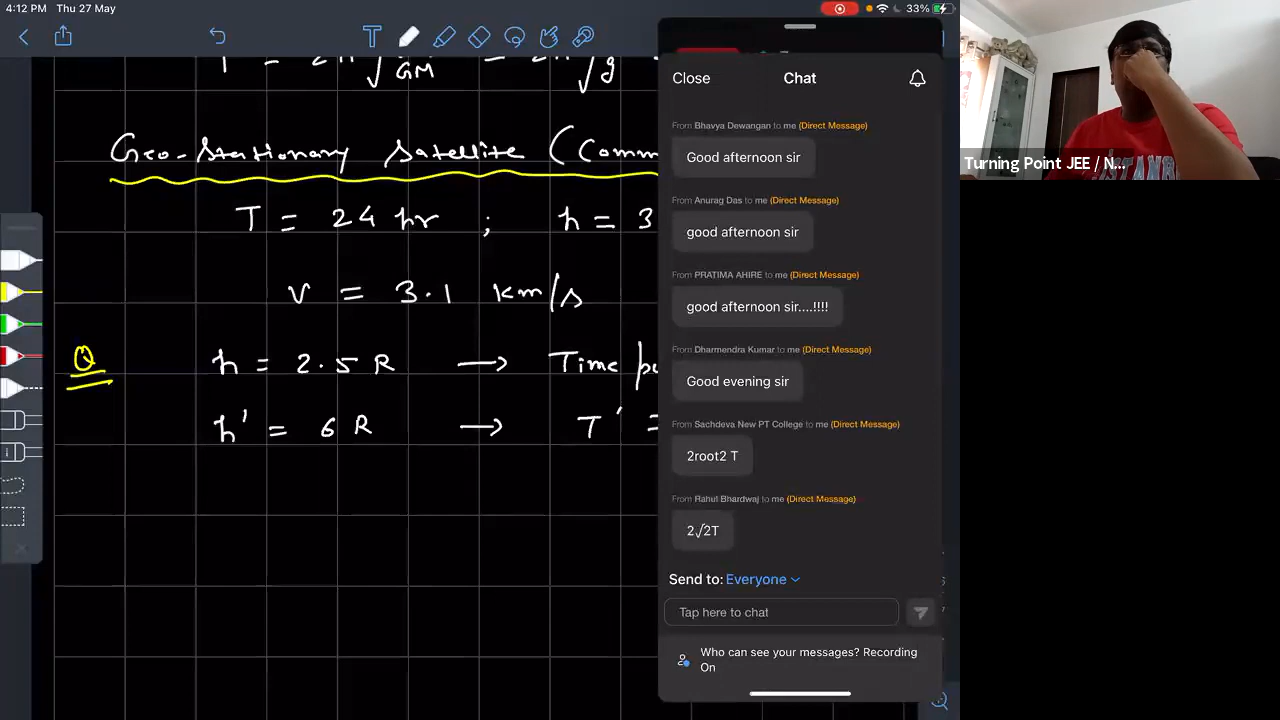 4:12 PM Thu 27 May
33%
T = 2π √ GM = 2π √ g
Geo-Stationary Satellite (Comm
T = 24 hr ; h = 3
v = 3.1 km/s
Q h = 2.5 R → Time pe
h' = 6 R → T' =
Close Chat
From Bhavya Dewangan to me (Direct Message)
Good afternoon sir
From Anurag Das to me (Direct Message)
good afternoon sir
From PRATIMA AHIRE to me (Direct Message)
good afternoon sir....!!!!
From Dharmendra Kumar to me (Direct Message)
Good evening sir
From Sachdeva New PT College to me (Direct Message)
2root2 T
From Rahul Bhardwaj to me (Direct Message)
2√2T
Send to: Everyone
Tap here to chat
Who can see your messages? Recording
On
Turning Point JEE / N...